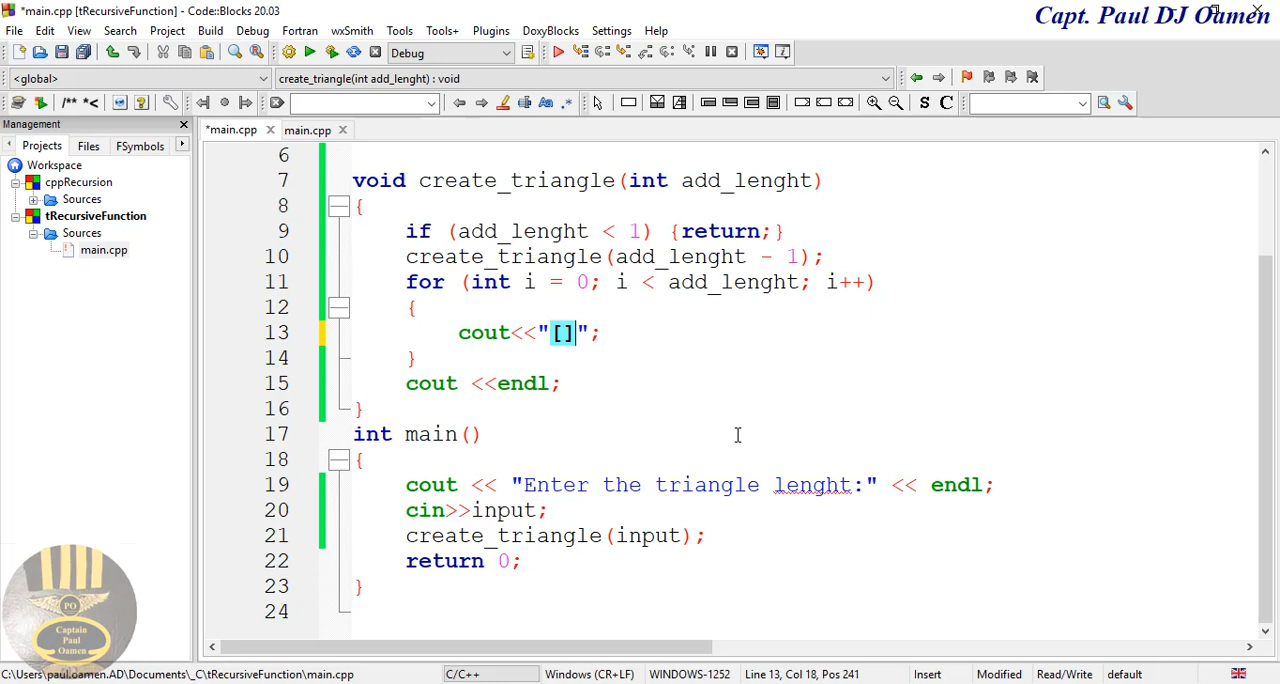 *main.cpp [tRecursiveFunction] - Code::Blocks 20.03
Capt. Paul DJ Oamen
File Edit View Search Project Build Debug Fortran wxSmith Tools Tools+ Plugins DoxyBlocks Settings Help
Debug
<global>
create_triangle(int add_lenght) : void
/** *<
Aa
.*
S C
Management
*main.cpp
main.cpp
Projects Files FSymbols
Workspace
cppRecursion
Sources
tRecursiveFunction
Sources
main.cpp
6
7 void create_triangle(int add_lenght)
8 {
9 if (add_lenght < 1) {return;}
10 create_triangle(add_lenght - 1);
11 for (int i = 0; i < add_lenght; i++)
12 {
13 cout<<"[]";
14 }
15 cout <<endl;
16 }
17 int main()
18 {
19 cout << "Enter the triangle lenght:" << endl;
20 cin>>input;
21 create_triangle(input);
22 return 0;
23 }
24
PO
Captain
Paul
Oamen
C:\Users\paul.oamen.AD\Documents\_C\tRecursiveFunction\main.cpp
C/C++
Windows (CR+LF)
WINDOWS-1252
Line 13, Col 18, Pos 241
Insert
Modified
Read/Write
default